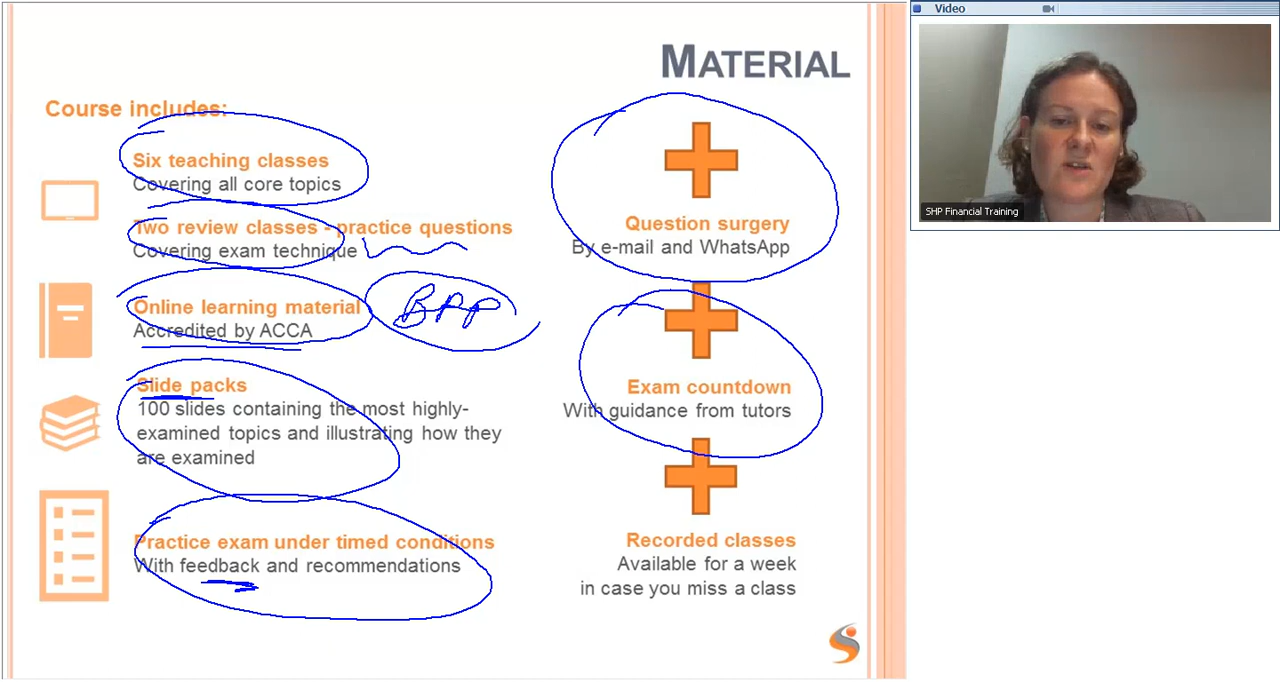 MATERIAL
Course includes:
Six teaching classes
Covering all core topics
Two review classes - practice questions
Covering exam technique
Online learning material
Accredited by ACCA
BPP
Slide packs
100 slides containing the most highly-
examined topics and illustrating how they
are examined
Practice exam under timed conditions
With feedback and recommendations
Question surgery
By e-mail and WhatsApp
Exam countdown
With guidance from tutors
Recorded classes
Available for a week
in case you miss a class
Video
SHP Financial Training